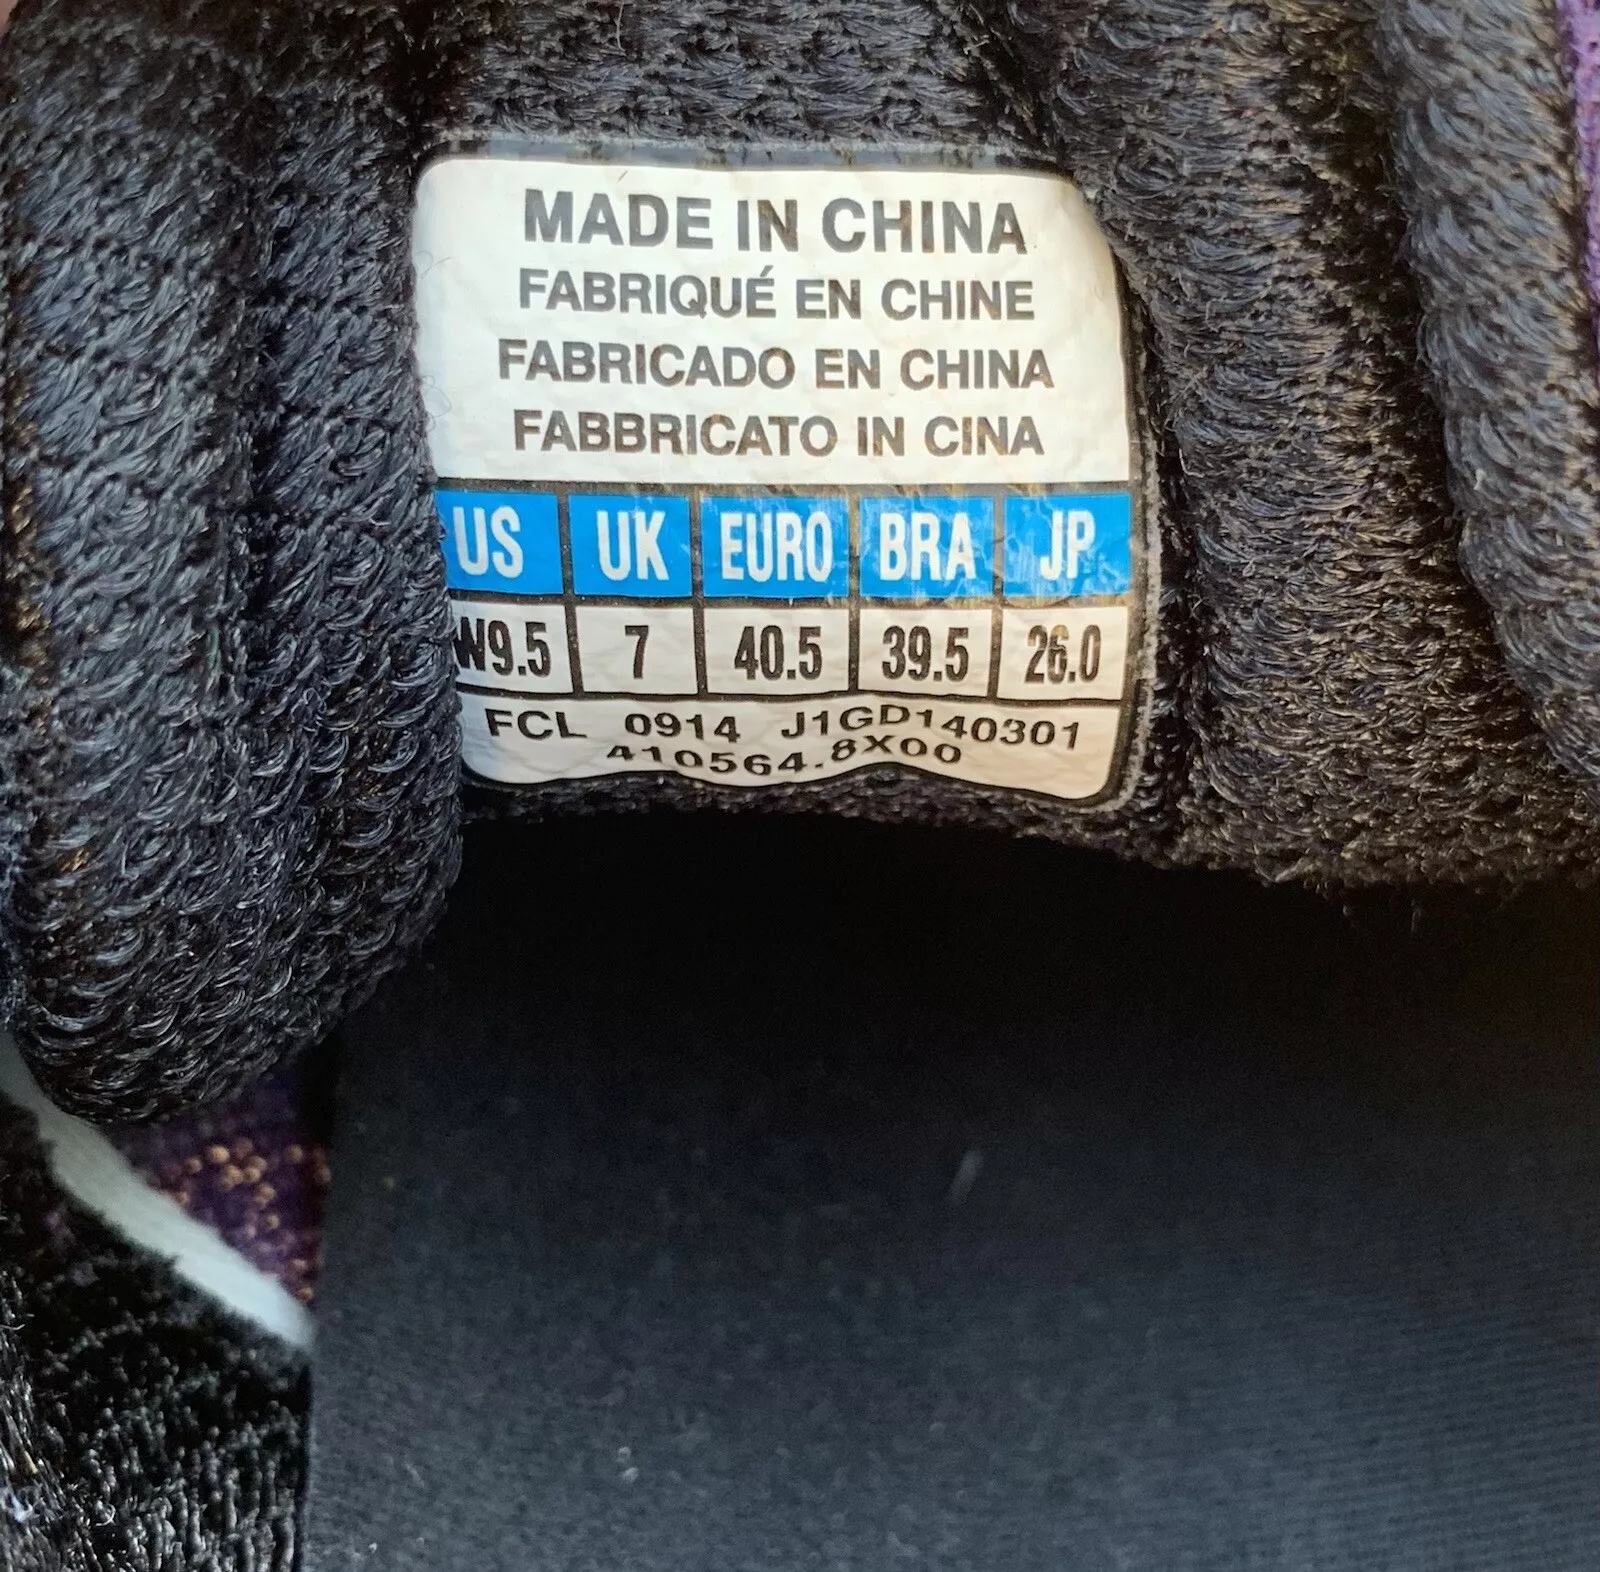 MADE IN CHINA
FABRIQUÉ EN CHINE
FABRICADO EN CHINA
FABBRICATO IN CINA
US UK EURO BRA JP
W9.5 7 40.5 39.5 26.0
FCL 0914 J1GD140301
410564.8X00